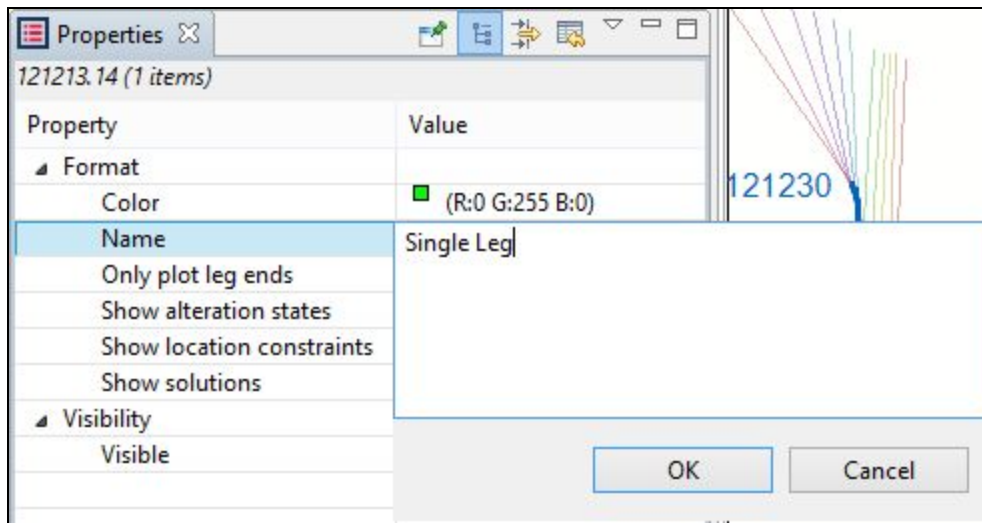 Properties
121213.14 (1 items)
Property Value
Format
Color (R:0 G:255 B:0)
121230
Name Single Leg
Only plot leg ends
Show alteration states
Show location constraints
Show solutions
Visibility
Visible
OK Cancel